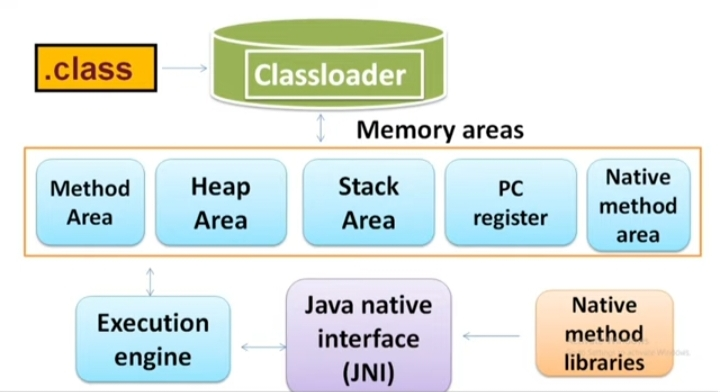 .class
Classloader
Memory areas
Method
Area
Heap
Area
Stack
Area
PC
register
Native
method
area
Execution
engine
Java native
interface
(JNI)
Native
method
libraries